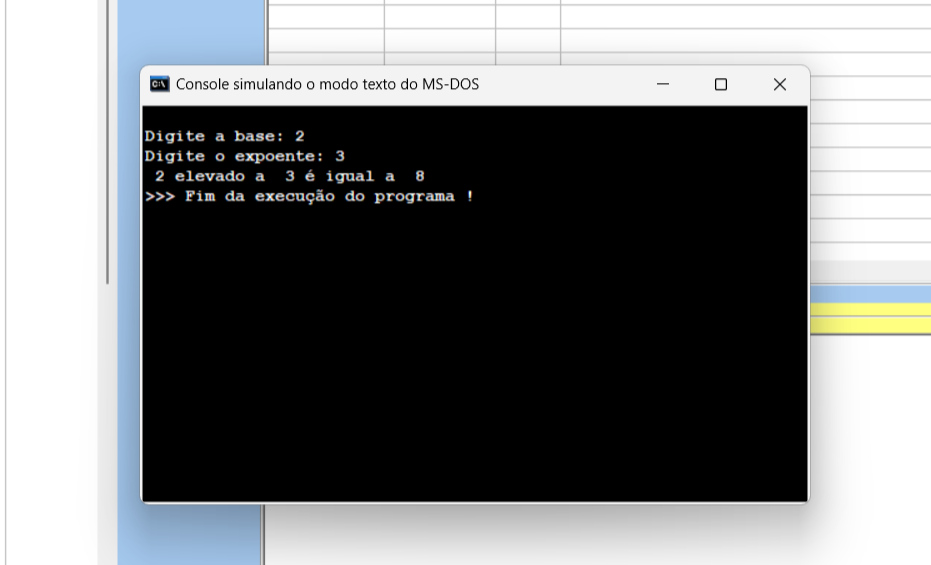 Console simulando o modo texto do MS-DOS
Digite a base: 2
Digite o expoente: 3
 2 elevado a  3 é igual a  8
>>> Fim da execução do programa !